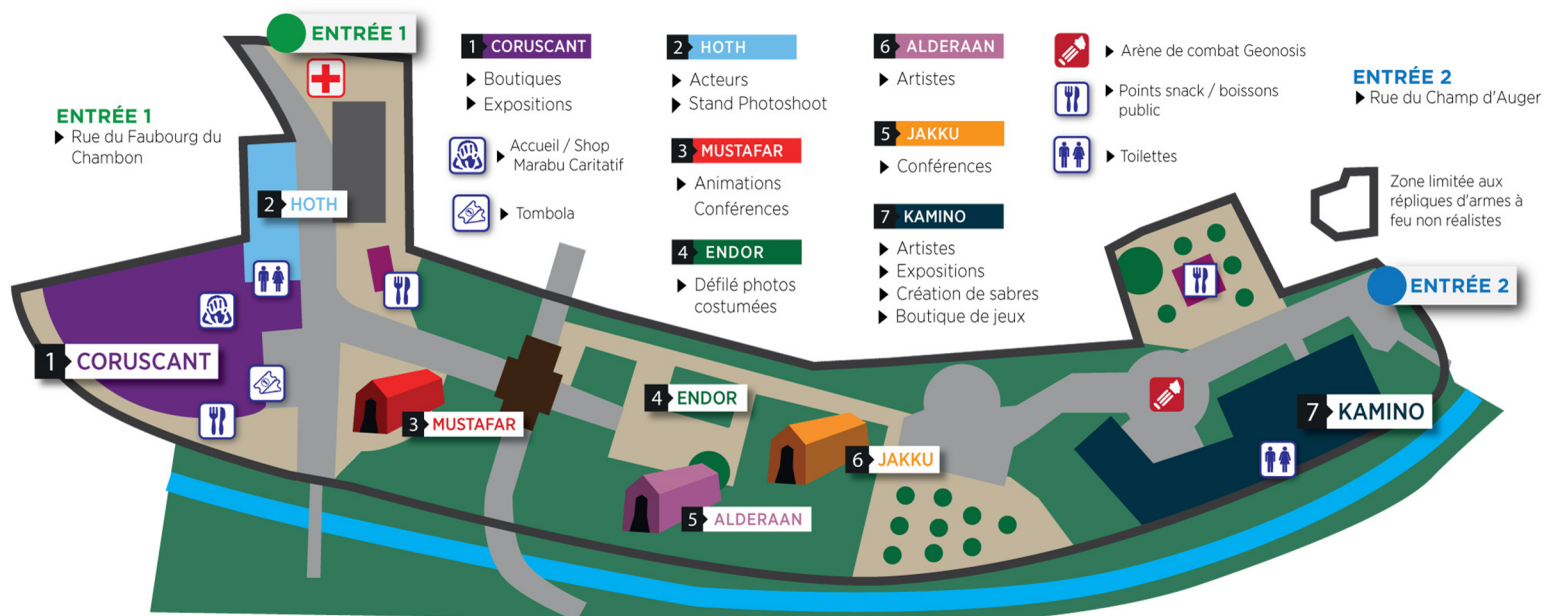 ENTRÉE 1
ENTRÉE 1
▶ Rue du Faubourg du
Chambon
1 CORUSCANT
▶ Boutiques
▶ Expositions
▶ Accueil / Shop
Marabu Caritatif
▶ Tombola
2 HOTH
▶ Acteurs
▶ Stand Photoshoot
3 MUSTAFAR
▶ Animations
Conférences
4 ENDOR
▶ Défilé photos
costumées
6 ALDERAAN
▶ Artistes
5 JAKKU
▶ Conférences
7 KAMINO
▶ Artistes
▶ Expositions
▶ Création de sabres
▶ Boutique de jeux
▶ Arène de combat Geonosis
▶ Points snack / boissons
public
▶ Toilettes
ENTRÉE 2
▶ Rue du Champ d'Auger
Zone limitée aux
répliques d'armes à
feu non réalistes
2 HOTH
ENTRÉE 2
1 CORUSCANT
3 MUSTAFAR
4 ENDOR
7 KAMINO
6 JAKKU
5 ALDERAAN